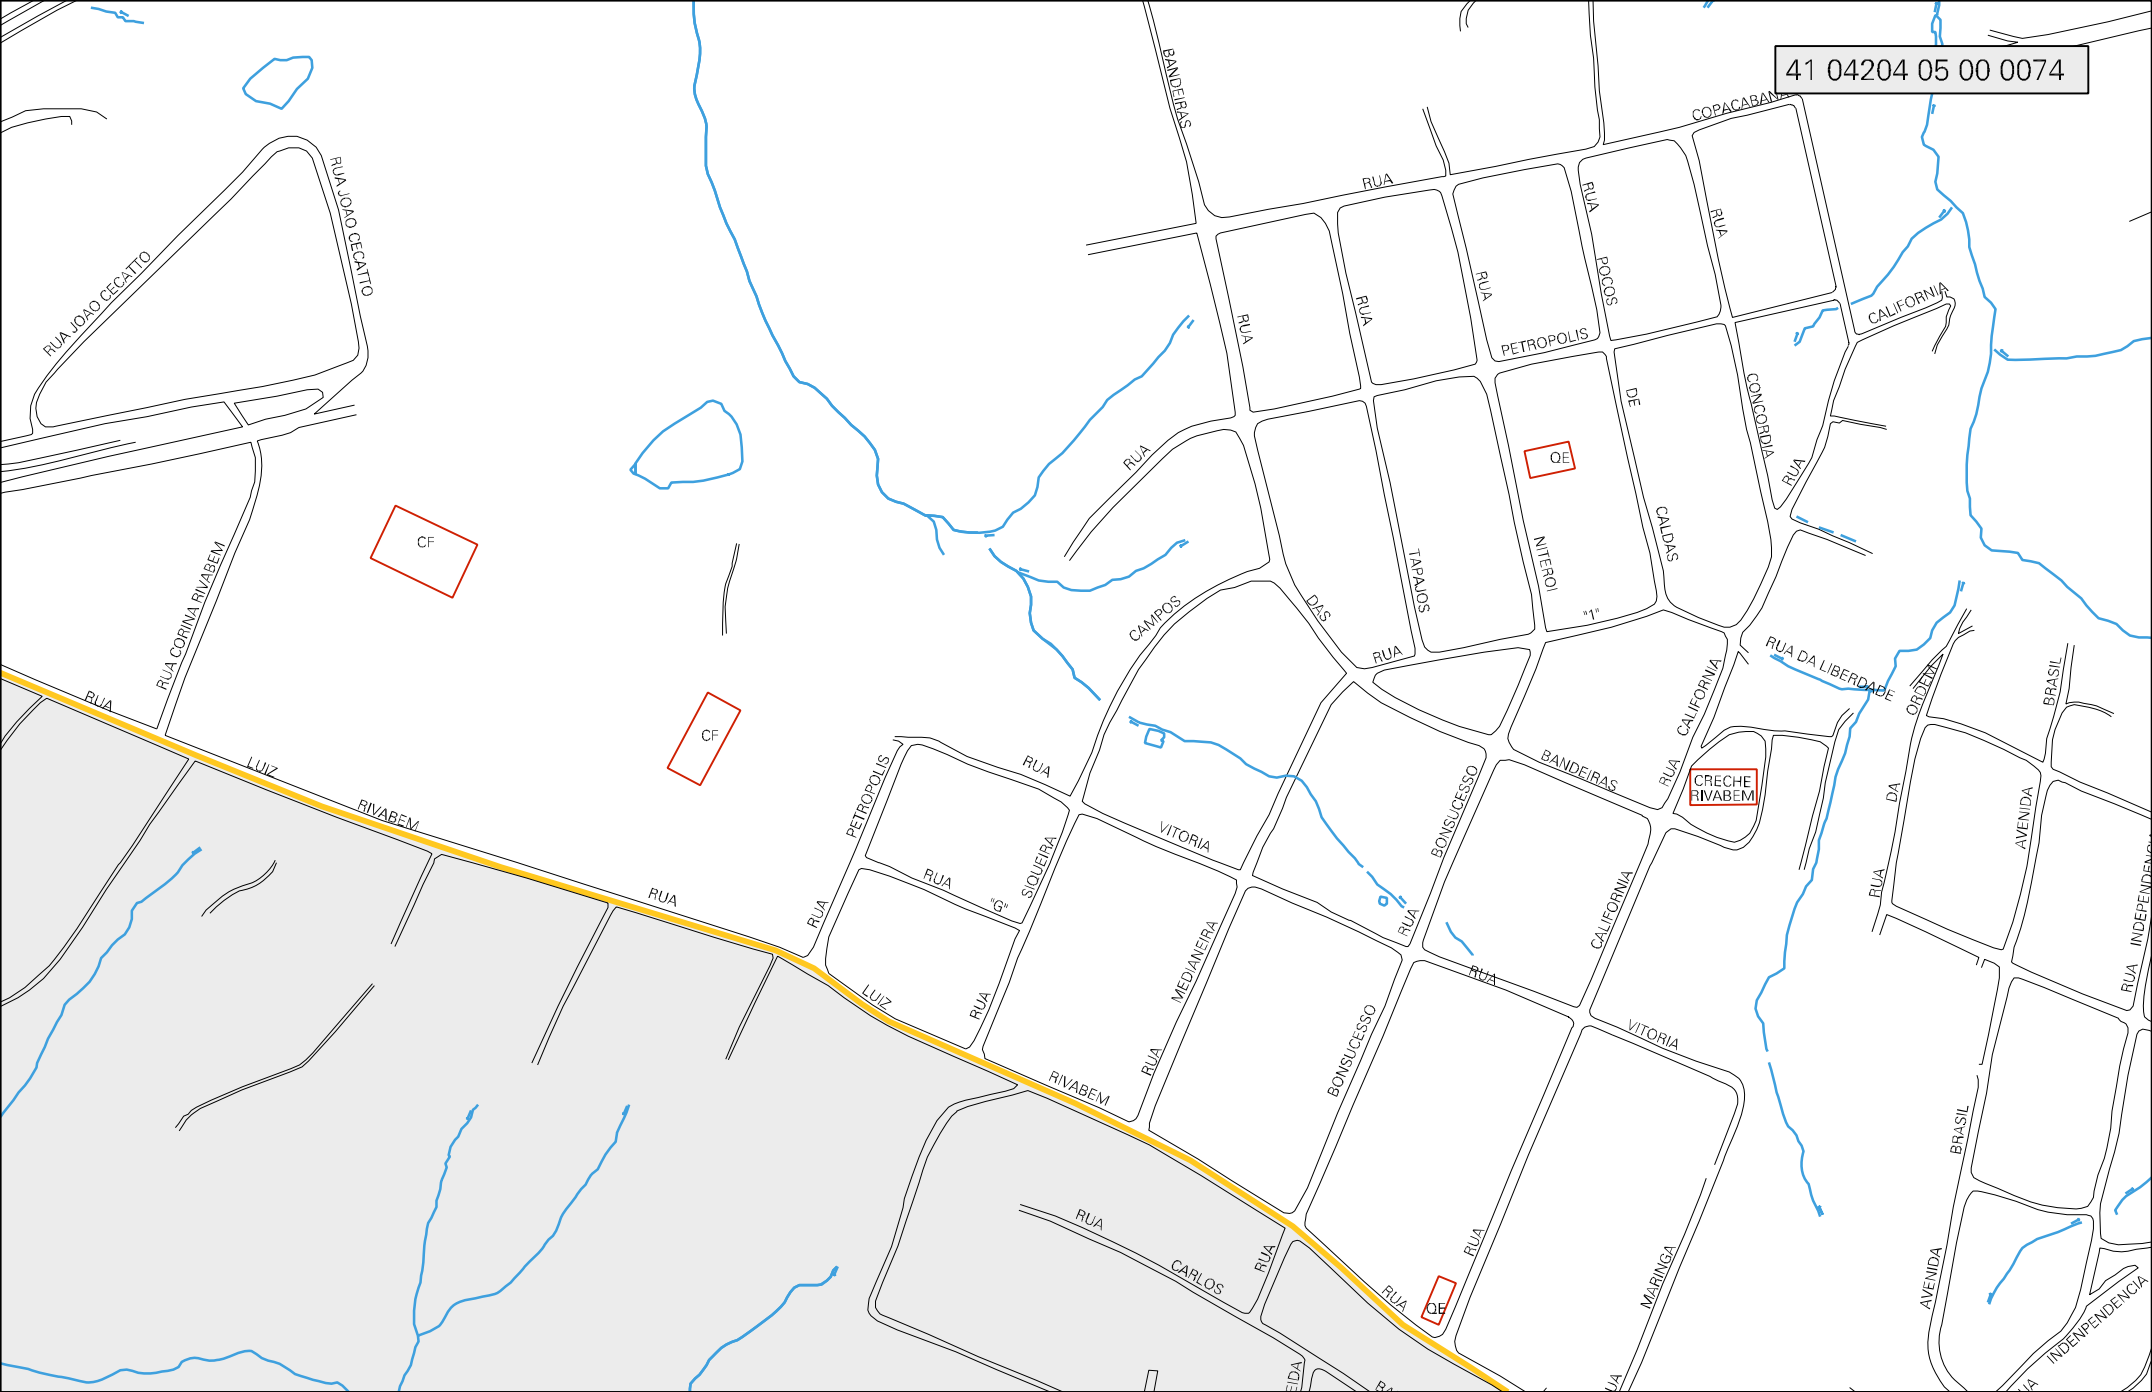 41 04204 05 00 0074
BANDEIRAS
COPACABANA
RUA
RUA JOAO CECATTO
RUA JOAO CECATTO
RUA
RUA
POCOS
RUA
RUA
RUA
CALIFORNIA
PETROPOLIS
DE
CONCORDIA
RUA
QE
RUA
CF
CALDAS
NITEROI
TAPAJOS
"1"
DAS
CAMPOS
RUA
RUA CORINA RIVABEM
RUA DA LIBERDADE
ORDEM
BRASIL
CALIFORNIA
RUA
LUIZ
RIVABEM
RUA
CF
PETROPOLIS
RUA
RUA
BANDEIRAS
RUA
CRECHE
RIVABEM
BONSUCESSO
VITORIA
SIQUEIRA
RUA
"G"
DA
AVENIDA
RUA
RUA
CALIFORNIA
MEDIANEIRA
RUA
LUIZ
RUA
VITORIA
RUA
INDEPENDENCIA
BONSUCESSO
RUA
RIVABEM
BRASIL
RUA
CARLOS
RUA
RUA
MARINGA
AVENIDA
RUA
QE
INDENPENDENCIA